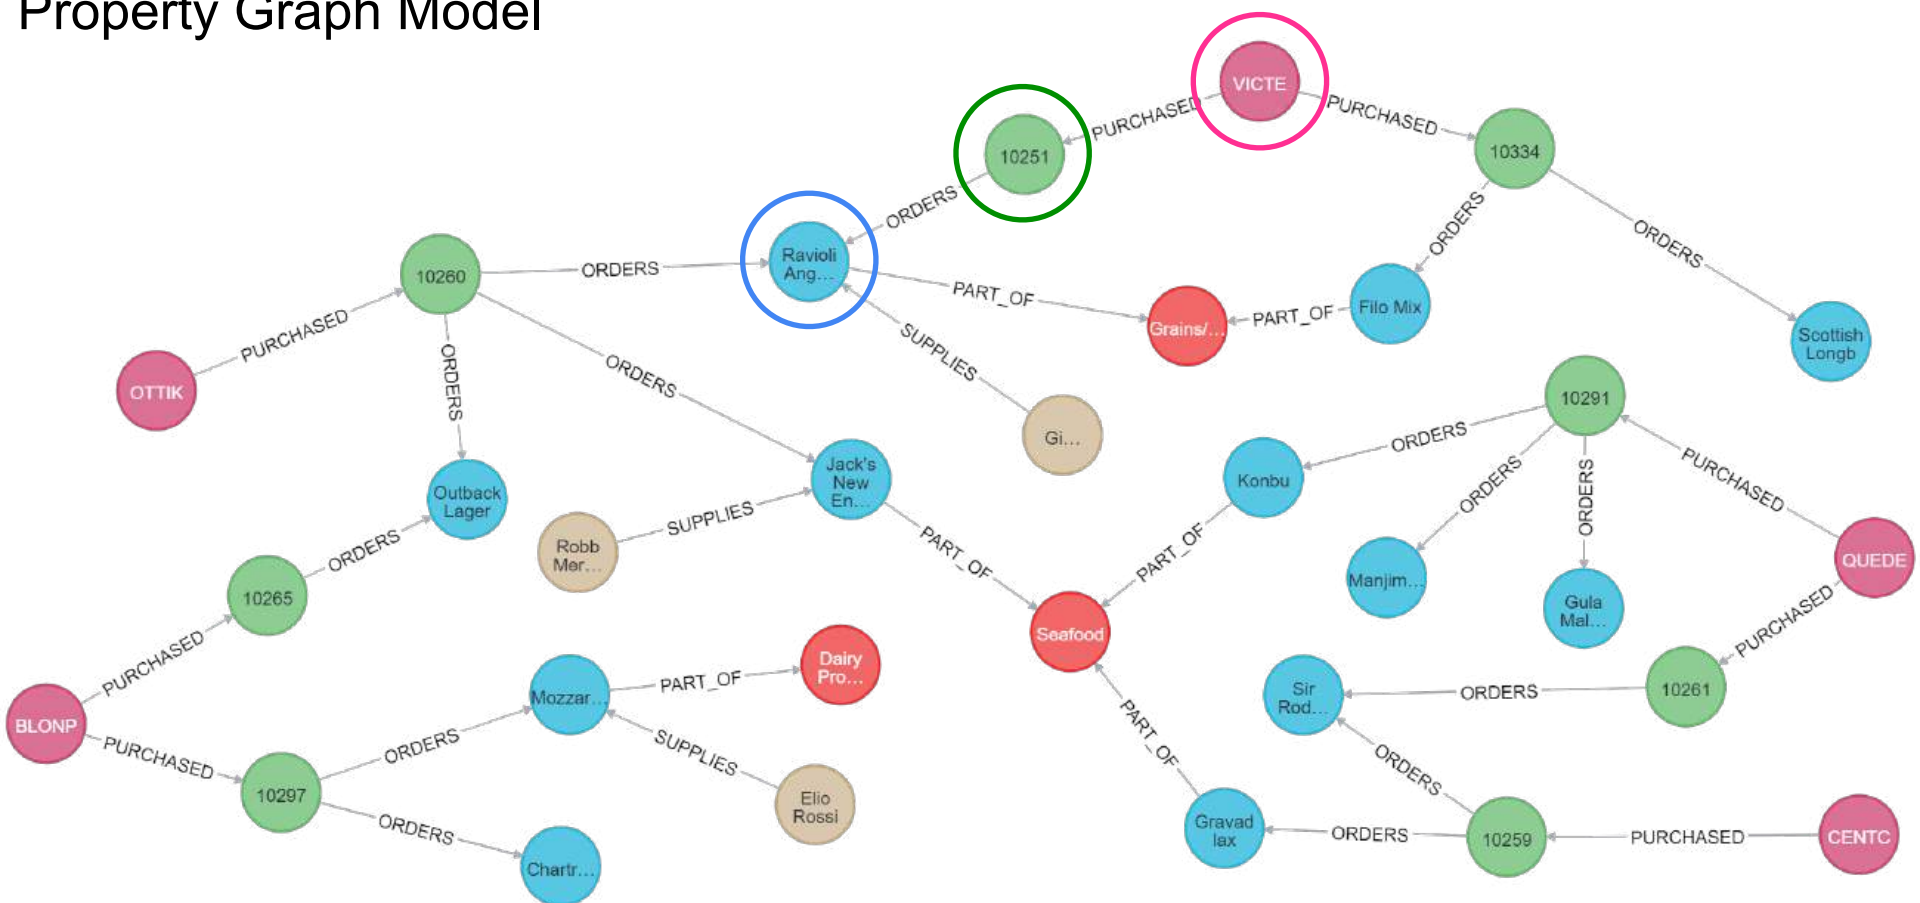 Property Graph Model
VICTE
PURCHASED
PURCHASED
10251
10334
ORDERS
ORDERS
ORDERS
Ravioli
Ang...
10260
ORDERS
PART_OF
Grains/...
PART_OF
Filo Mix
Scottish
Longb
PURCHASED
SUPPLIES
ORDERS
ORDERS
OTTIK
10291
Gi...
ORDERS
PURCHASED
Jack's
New
En...
Konbu
ORDERS
ORDERS
Outback
Lager
SUPPLIES
Robb
Mer...
PART_OF
PART_OF
ORDERS
Manjim...
Gula
Mal...
QUEDE
10265
PURCHASED
Seafood
PURCHASED
Dairy
Pro...
PART_OF
Mozzar...
Sir
Rod...
ORDERS
10261
BLONP
PURCHASED
ORDERS
SUPPLIES
PART_OF
ORDERS
10297
Elio
Rossi
ORDERS
Gravad
lax
ORDERS
10259
PURCHASED
CENTC
Chartr...